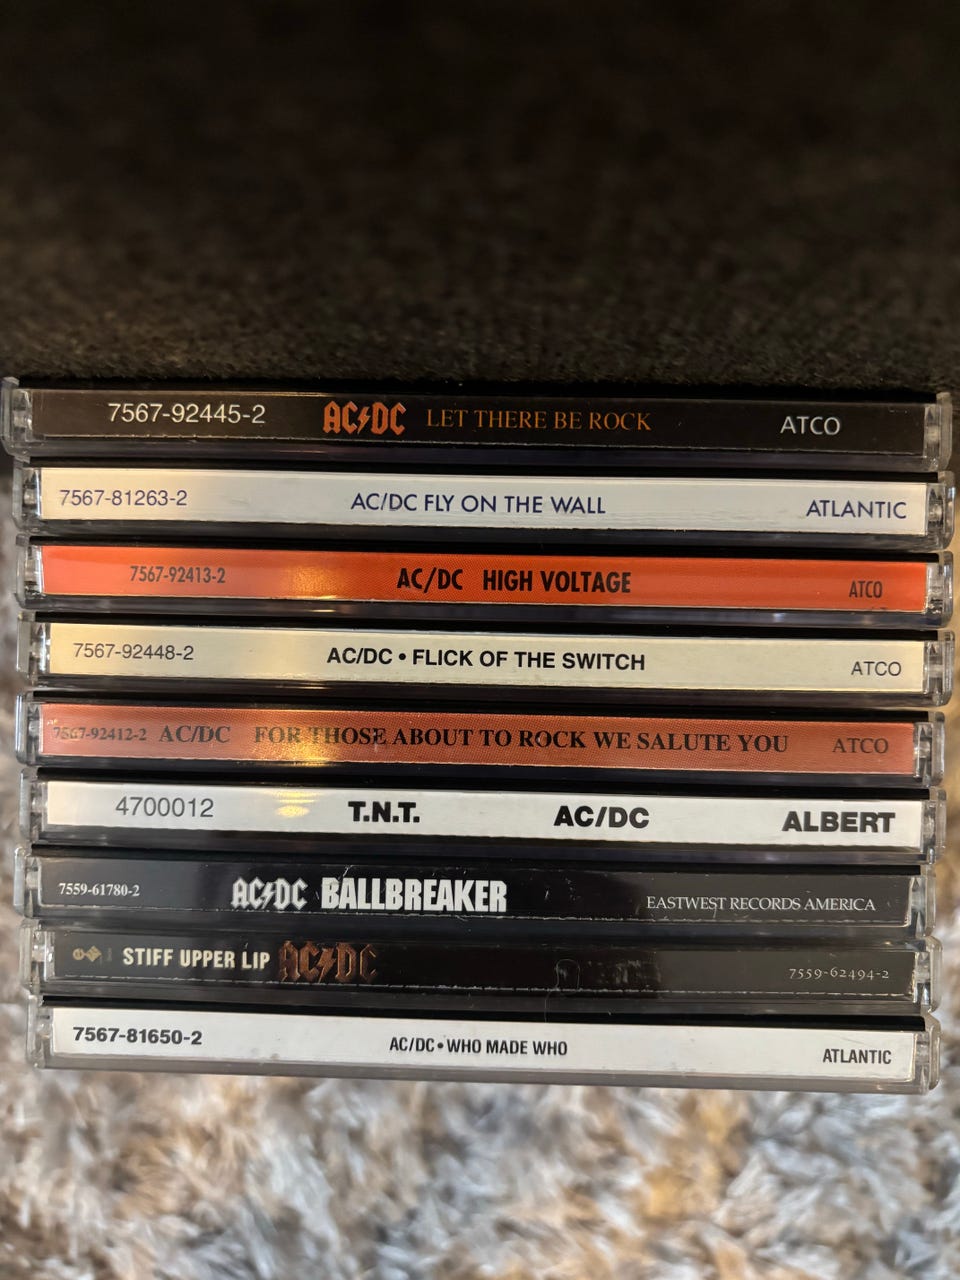 7567-92445-2 AC/DC LET THERE BE ROCK ATCO
7567-81263-2 AC/DC FLY ON THE WALL ATLANTIC
7567-92413-2 AC/DC HIGH VOLTAGE ATCO
7567-92448-2 AC/DC • FLICK OF THE SWITCH ATCO
7567-92412-2 AC/DC FOR THOSE ABOUT TO ROCK WE SALUTE YOU ATCO
4700012 T.N.T. AC/DC ALBERT
7559-61780-2 AC/DC BALLBREAKER EASTWEST RECORDS AMERICA
STIFF UPPER LIP AC/DC 7559-62494-2
7567-81650-2 AC/DC • WHO MADE WHO ATLANTIC